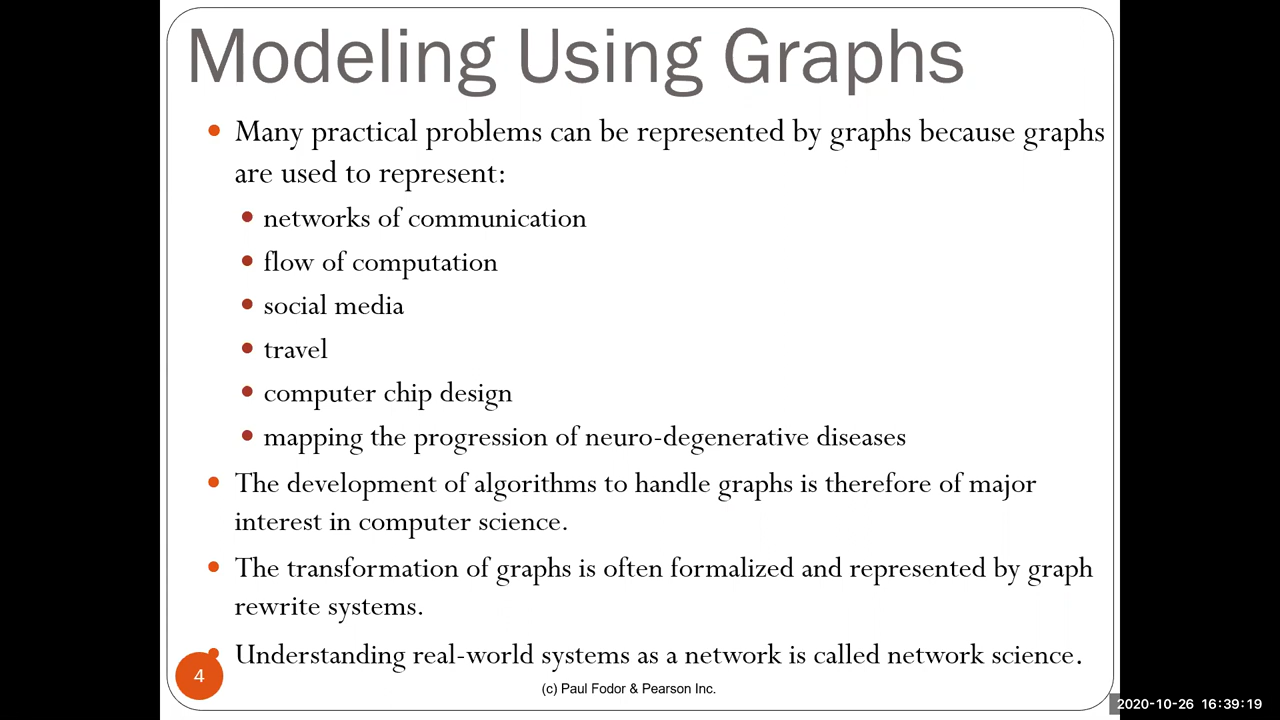 Modeling Using Graphs
Many practical problems can be represented by graphs because graphs
are used to represent:
networks of communication
flow of computation
social media
travel
computer chip design
mapping the progression of neuro-degenerative diseases
The development of algorithms to handle graphs is therefore of major
interest in computer science.
The transformation of graphs is often formalized and represented by graph
rewrite systems.
Understanding real-world systems as a network is called network science.
4
(c) Paul Fodor & Pearson Inc.
2020-10-26 16:39:19